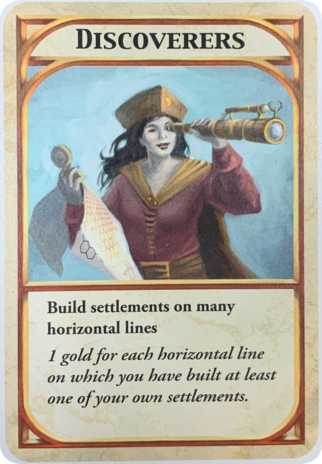 DISCOVERERS
Build settlements on many
horizontal lines
1 gold for each horizontal line
on which you have built at least
one of your own settlements.